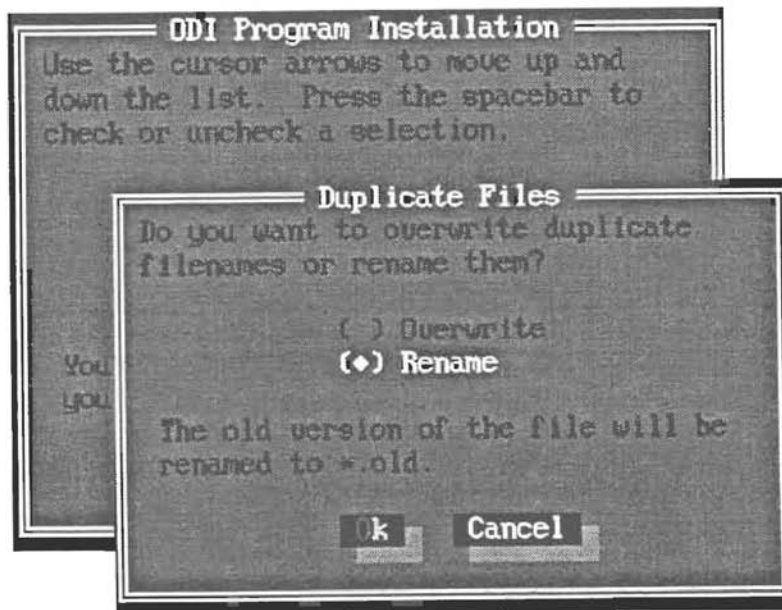 ODI Program Installation
Use the cursor arrows to move up and
down the list. Press the spacebar to
check or uncheck a selection.
You
you
Duplicate Files
Do you want to overwrite duplicate
filenames or rename them?
( ) Overwrite
(◆) Rename
The old version of the file will be
renamed to *.old.
Ok Cancel